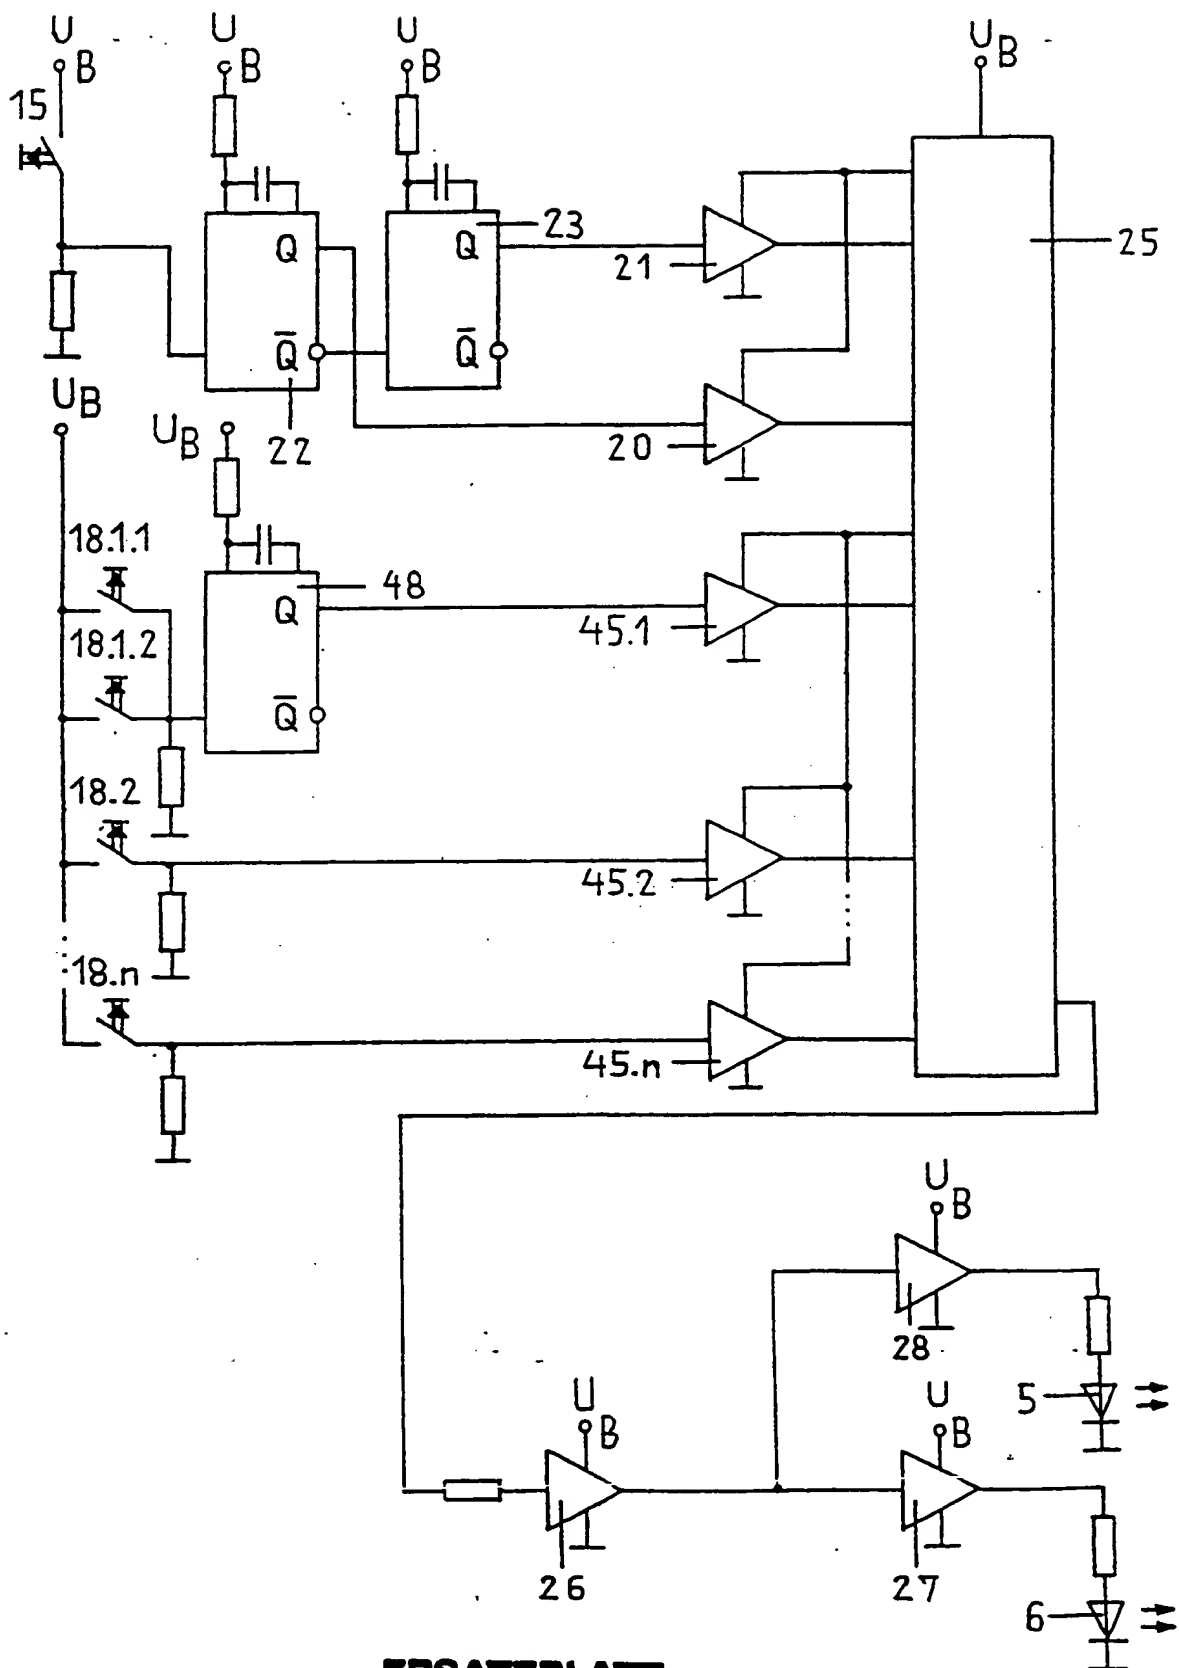 U B
U B
U B
U B
15
Q
Q
23
21
25
Q̅
Q̅
U B
U B
22
20
18.1.1
48
Q
45.1
18.1.2
Q̅
18.2
45.2
18.n
45.n
U B
28
5
U B
U B
26
27
6
ERSATZBLATT